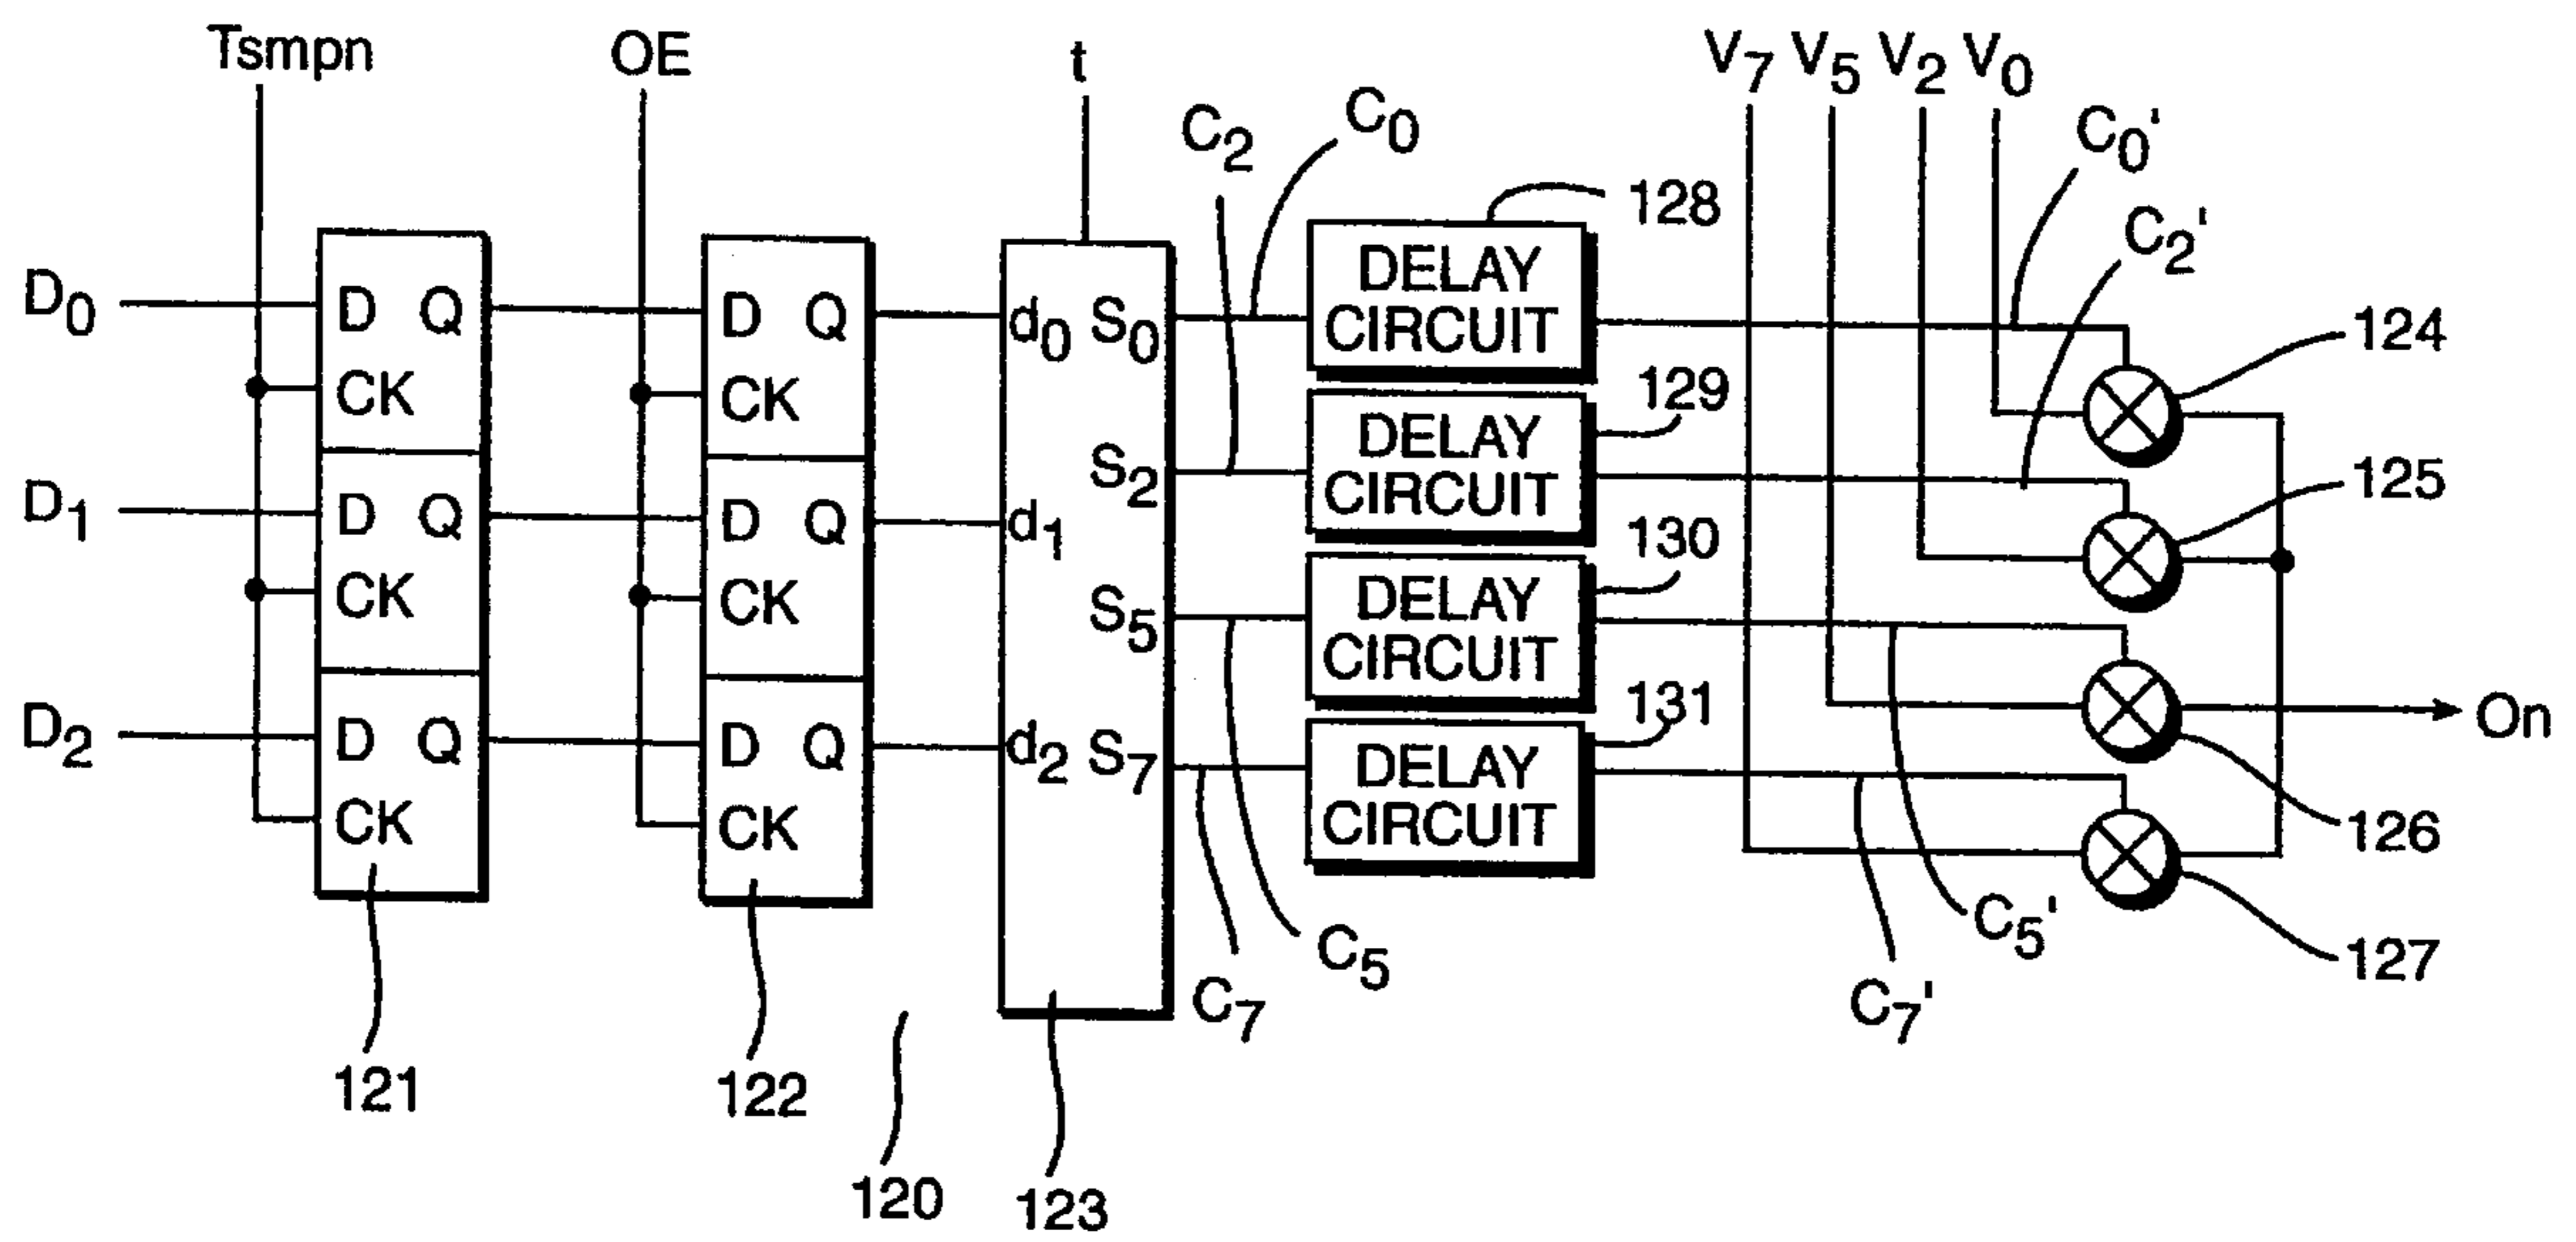 Tsmpn OE t C2 C0 V7 V5 V2 V0 C0' C2'
D0 D Q D Q d0 S0 DELAY CIRCUIT 128 124
CK CK
129
D1 D Q D Q d1 S2 DELAY CIRCUIT 125
CK CK
130
S5 DELAY CIRCUIT
131
D2 D Q D Q d2 S7 DELAY CIRCUIT On
CK CK 126
C7 C5 C7' C5' 127
121 122 120 123